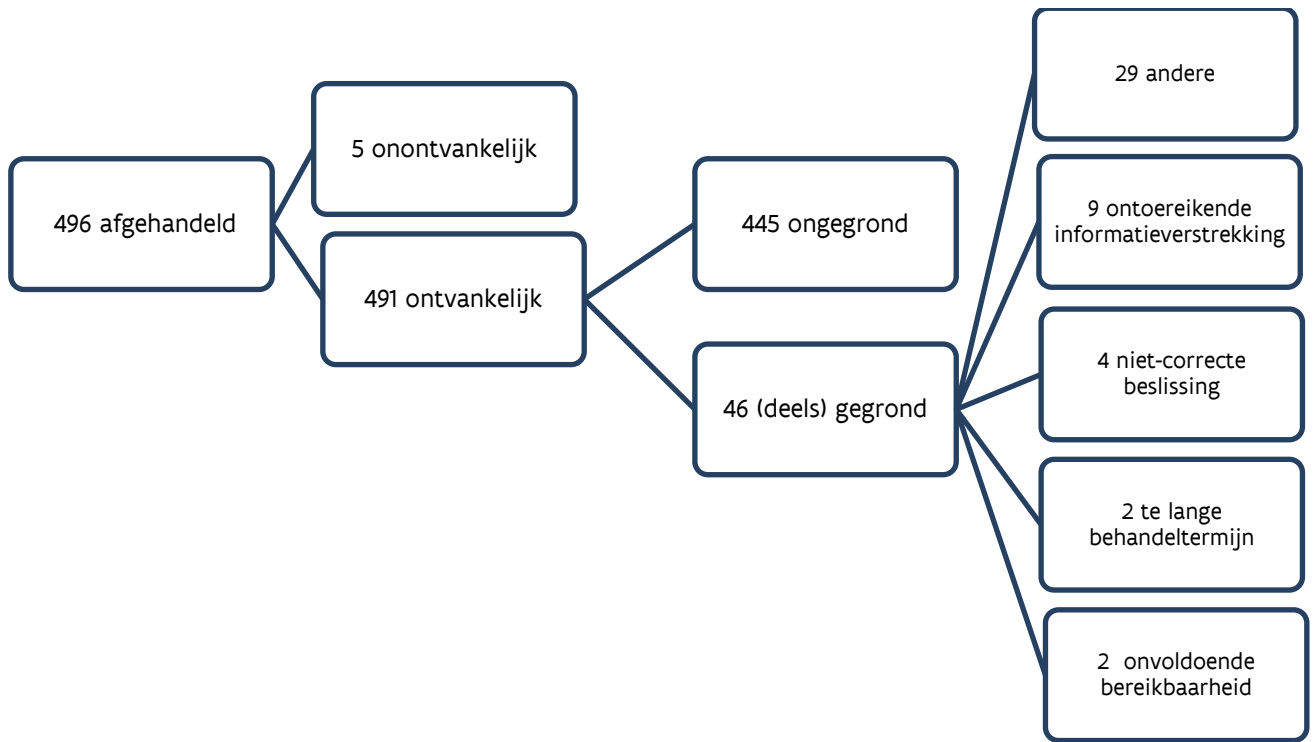 496 afgehandeld
5 onontvankelijk
491 ontvankelijk
445 ongegrond
46 (deels) gegrond
29 andere
9 ontoereikende
informatieverstrekking
4 niet-correcte
beslissing
2 te lange
behandeltermijn
2 onvoldoende
bereikbaarheid